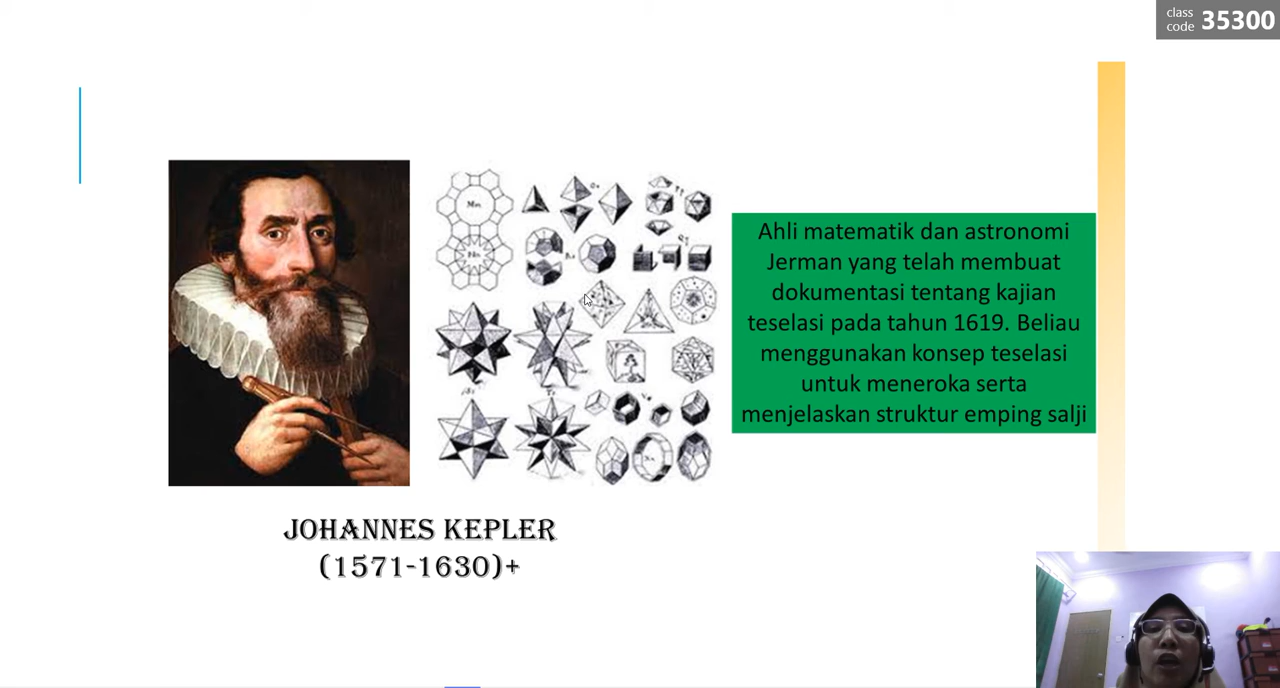 class
code 35300
Ahli matematik dan astronomi
Jerman yang telah membuat
dokumentasi tentang kajian
teselasi pada tahun 1619. Beliau
menggunakan konsep teselasi
untuk meneroka serta
menjelaskan struktur emping salji
JOHANNES KEPLER
(1571-1630)+